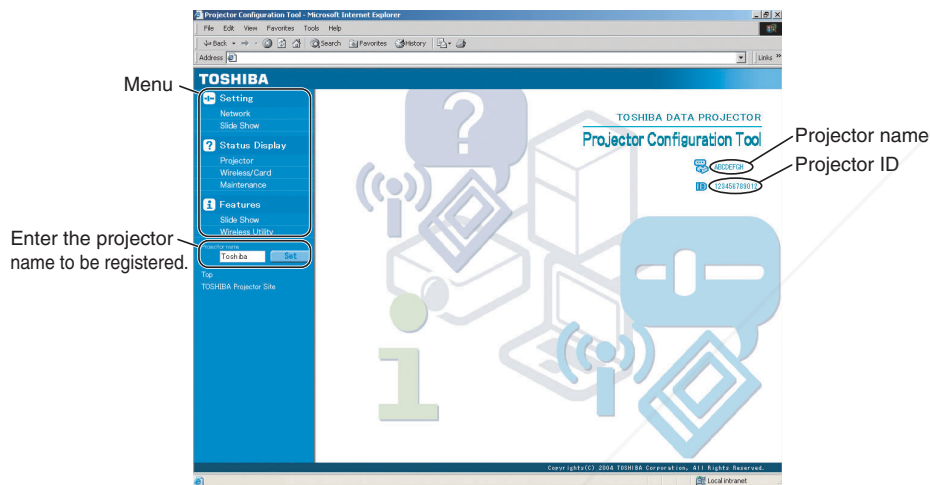 Projector Configuration Tool - Microsoft Internet Explorer
File Edit View Favorites Tools Help
Back Search Favorites History
Address Links »
TOSHIBA
Menu
Setting
Network
Slide Show
Status Display
Projector
Wireless/Card
Maintenance
Features
Slide Show
Wireless Utility
Enter the projector
name to be registered.
Projector name
Toshiba Set
Top
TOSHIBA Projector Site
TOSHIBA DATA PROJECTOR
Projector Configuration Tool
ABCDEFGH
Projector name
ID 123456789012
Projector ID
Copyrights(C) 2004 TOSHIBA Corporation, All Rights Reserved.
Local intranet